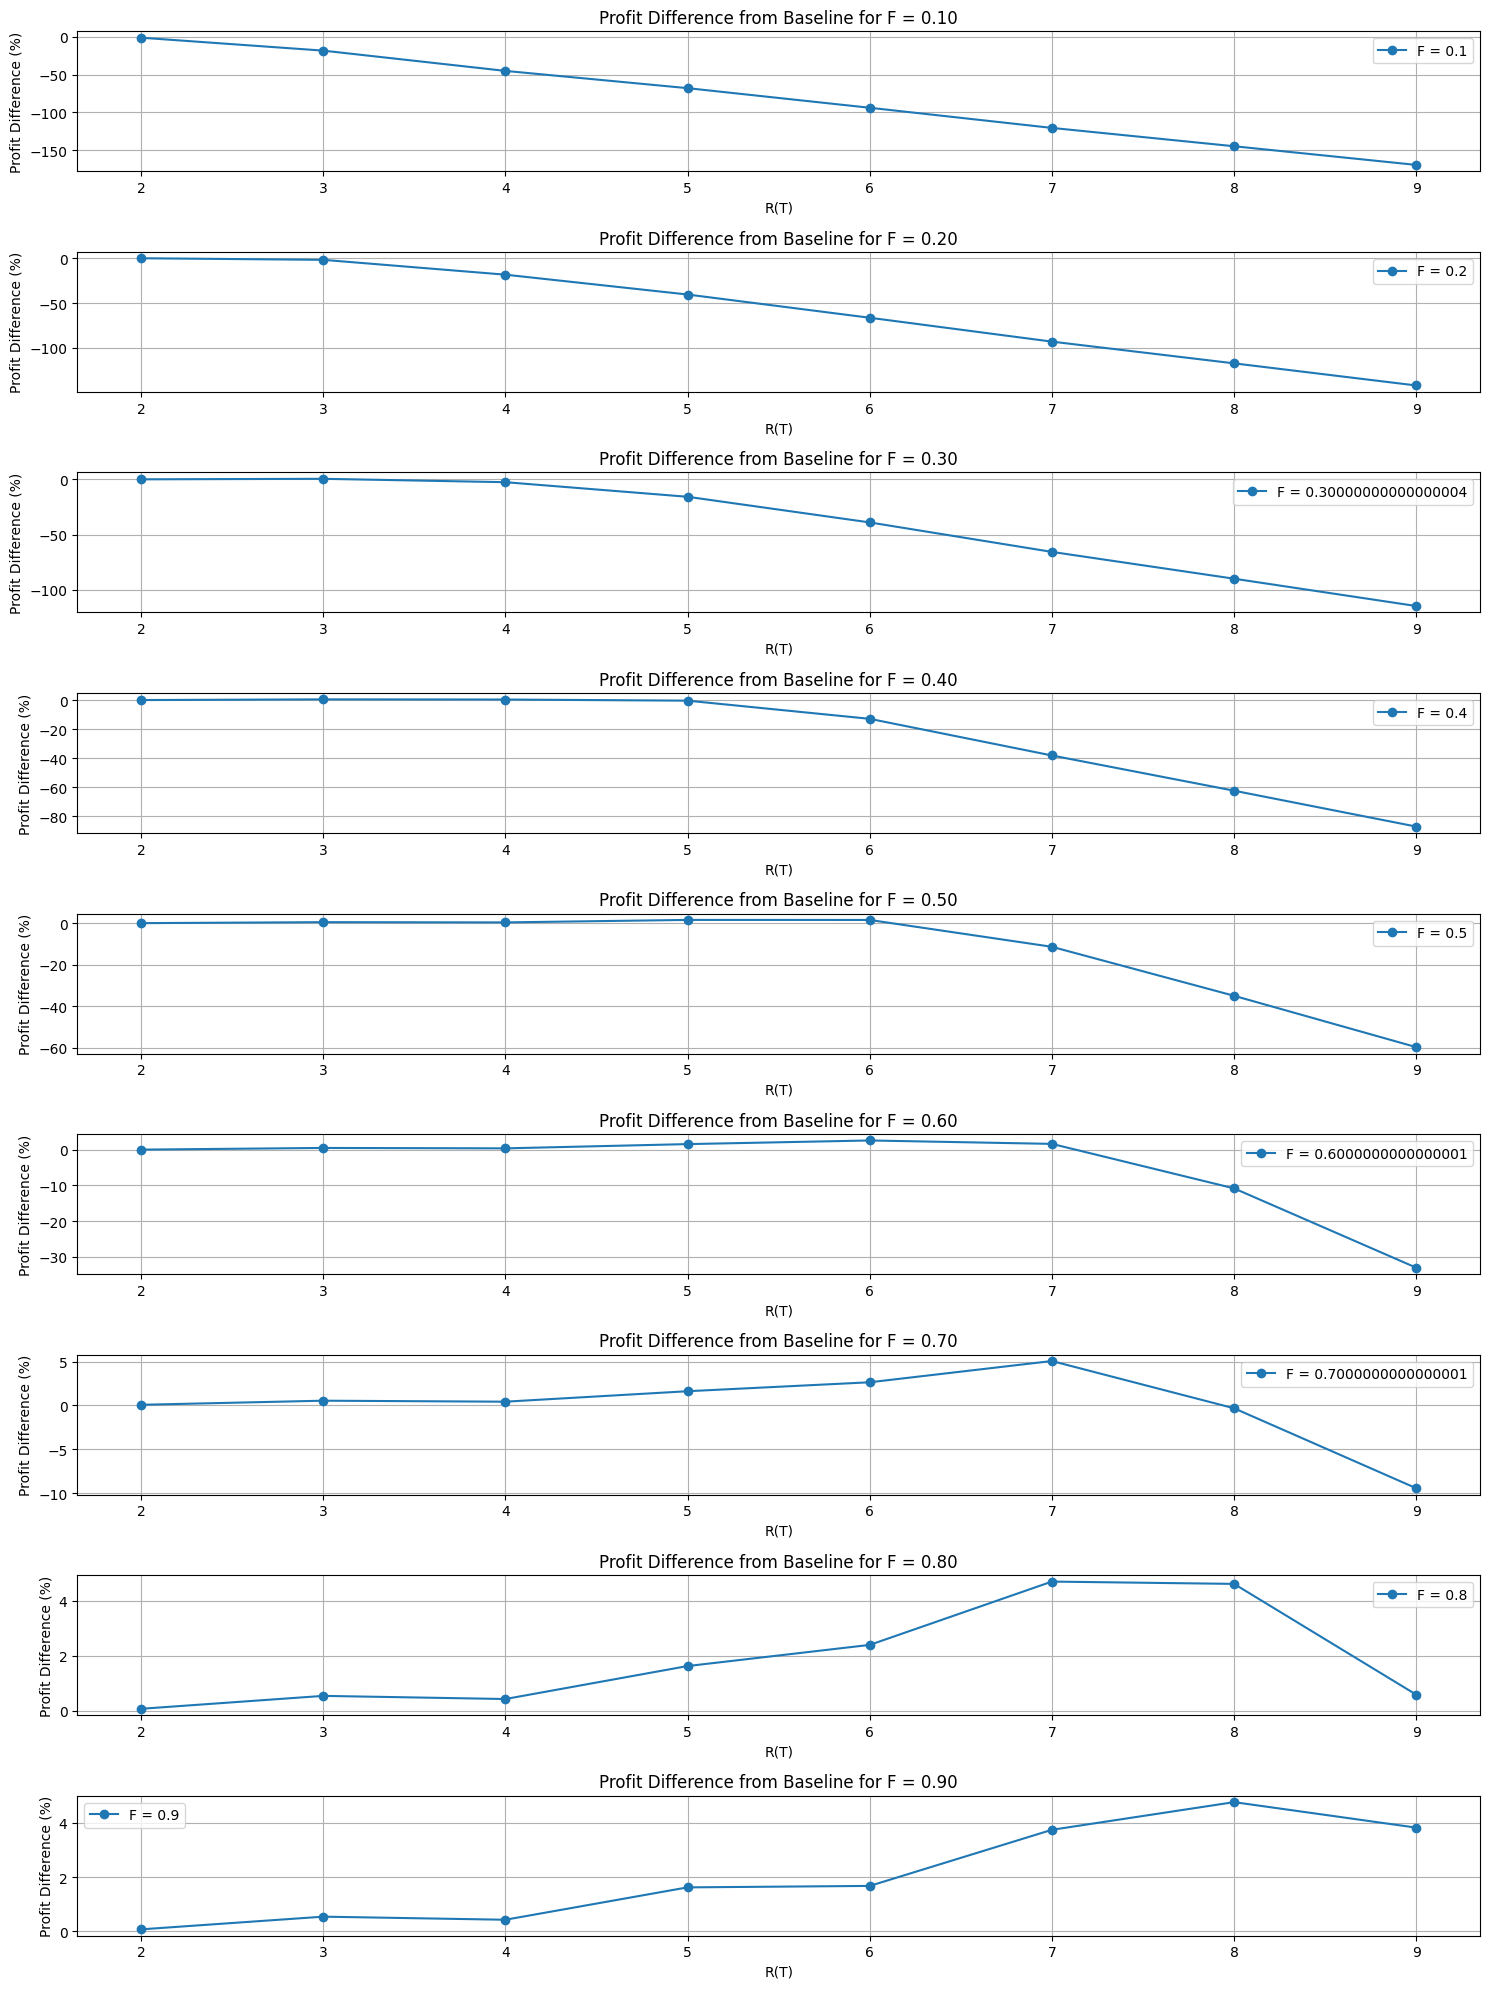 Profit Difference from Baseline for F = 0.10
Profit Difference (%)
0
−50
−100
−150
F = 0.1
2 3 4 5 6 7 8 9
R(T)
Profit Difference from Baseline for F = 0.20
Profit Difference (%)
0
−50
−100
F = 0.2
2 3 4 5 6 7 8 9
R(T)
Profit Difference from Baseline for F = 0.30
Profit Difference (%)
0
−50
−100
F = 0.30000000000000004
2 3 4 5 6 7 8 9
R(T)
Profit Difference from Baseline for F = 0.40
Profit Difference (%)
0
−20
−40
−60
−80
F = 0.4
2 3 4 5 6 7 8 9
R(T)
Profit Difference from Baseline for F = 0.50
Profit Difference (%)
0
−20
−40
−60
F = 0.5
2 3 4 5 6 7 8 9
R(T)
Profit Difference from Baseline for F = 0.60
Profit Difference (%)
0
−10
−20
−30
F = 0.6000000000000001
2 3 4 5 6 7 8 9
R(T)
Profit Difference from Baseline for F = 0.70
Profit Difference (%)
5
0
−5
−10
F = 0.7000000000000001
2 3 4 5 6 7 8 9
R(T)
Profit Difference from Baseline for F = 0.80
Profit Difference (%)
4
2
0
F = 0.8
2 3 4 5 6 7 8 9
R(T)
Profit Difference from Baseline for F = 0.90
Profit Difference (%)
4
2
0
F = 0.9
2 3 4 5 6 7 8 9
R(T)